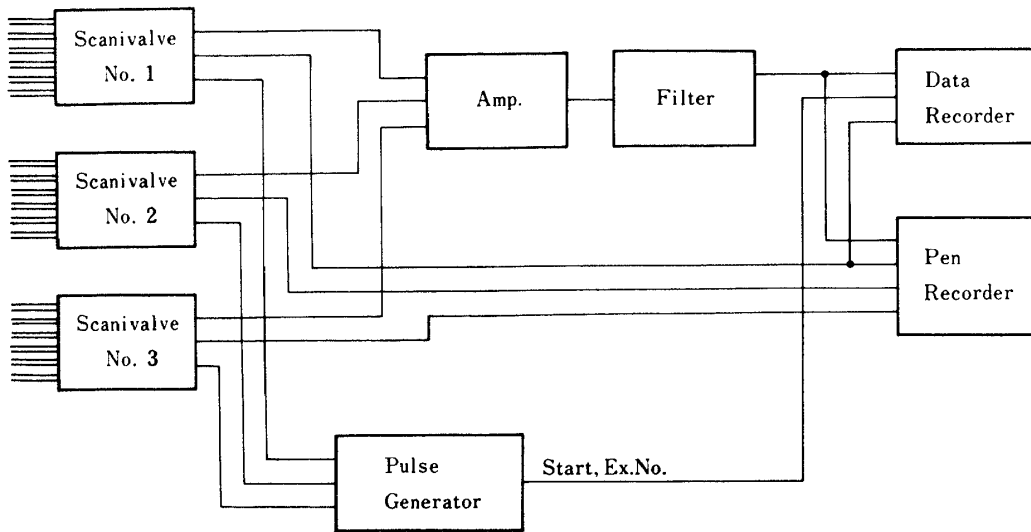 Scanivalve
No. 1
Scanivalve
No. 2
Scanivalve
No. 3
Amp.
Filter
Data
Recorder
Pen
Recorder
Pulse
Generator
Start, Ex.No.